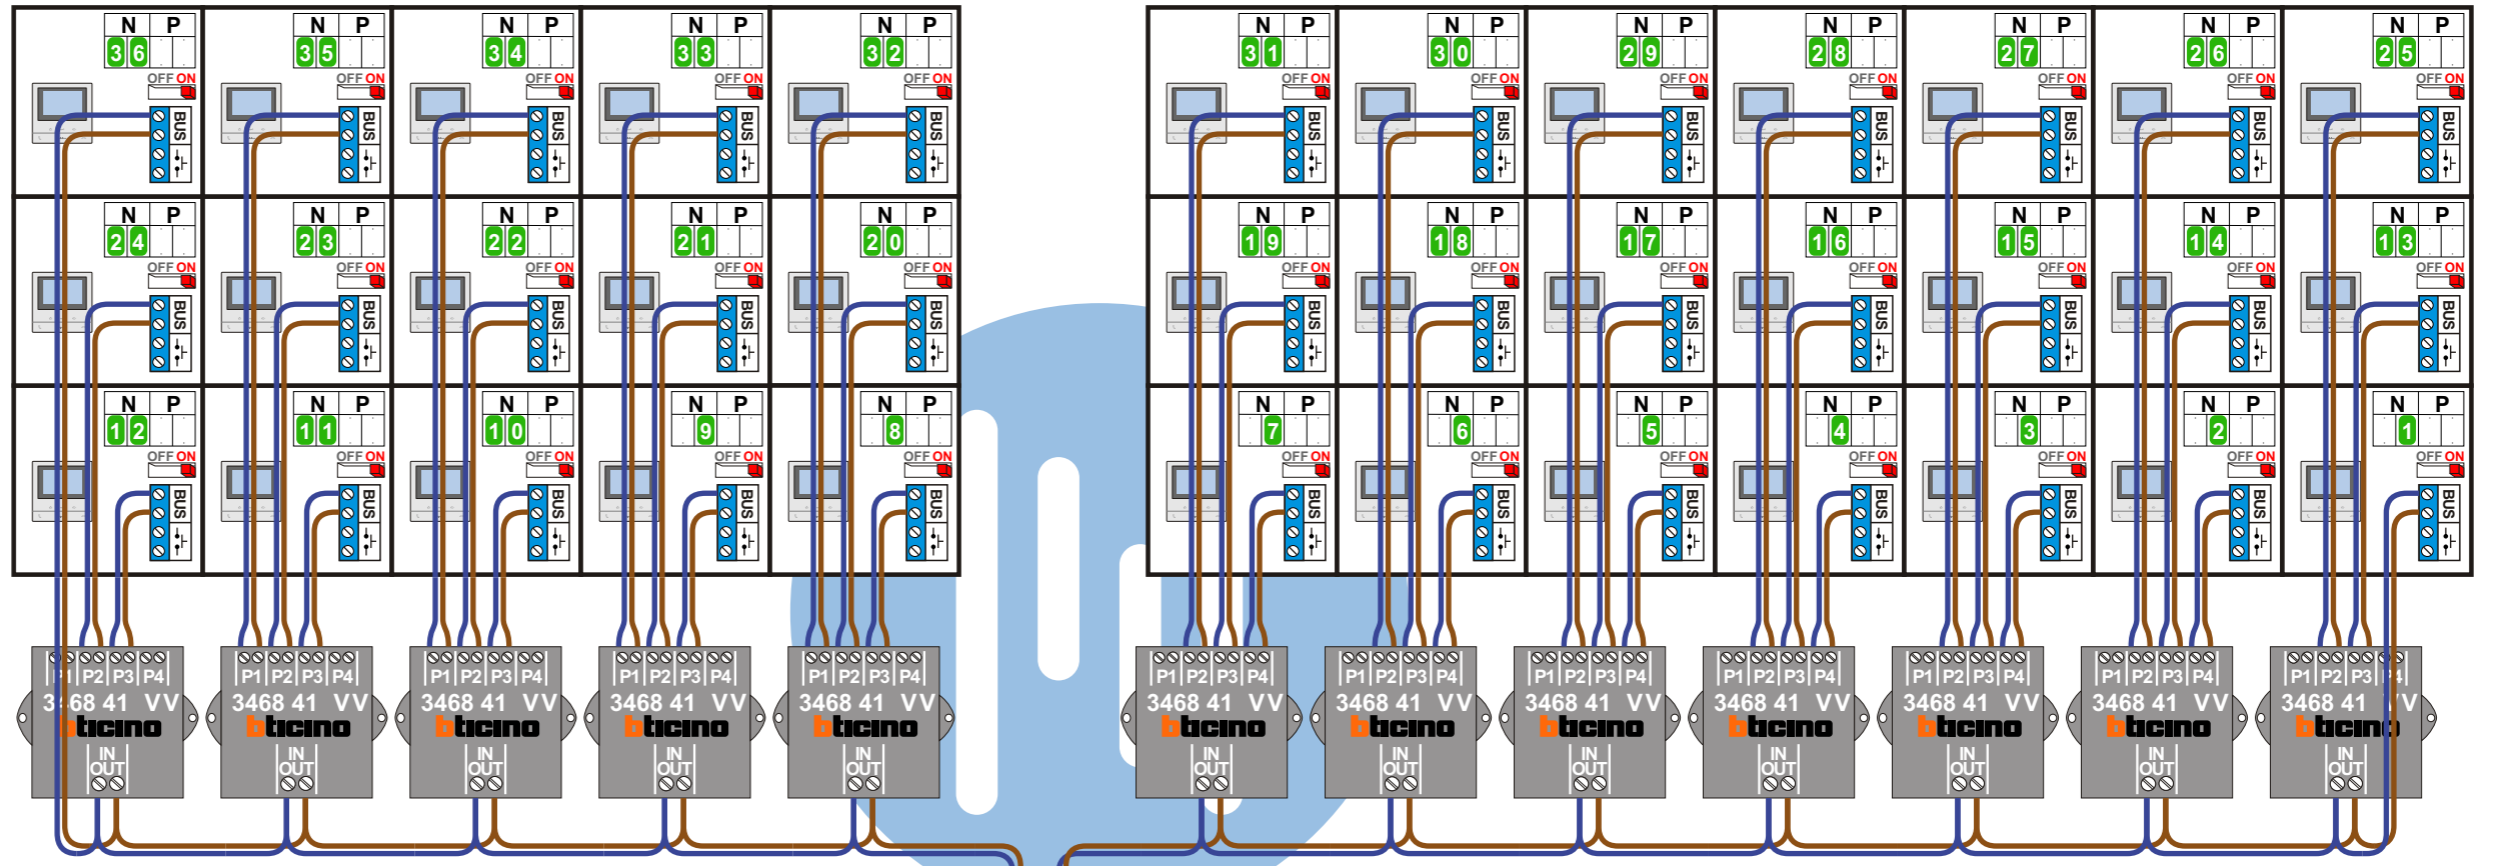 N P N P N P N P N P N P N P N P N P N P N P N P
36 35 34 33 32 31 30 29 28 27 26 25
OFF ON OFF ON OFF ON OFF ON OFF ON OFF ON OFF ON OFF ON OFF ON OFF ON OFF ON OFF ON
BUS BUS BUS BUS BUS BUS BUS BUS BUS BUS BUS BUS
N P N P N P N P N P N P N P N P N P N P N P N P
24 23 22 21 20 19 18 17 16 15 14 13
OFF ON OFF ON OFF ON OFF ON OFF ON OFF ON OFF ON OFF ON OFF ON OFF ON OFF ON OFF ON
BUS BUS BUS BUS BUS BUS BUS BUS BUS BUS BUS BUS
N P N P N P N P N P N P N P N P N P N P N P N P
12 11 10 9 8 7 6 5 4 3 2 1
OFF ON OFF ON OFF ON OFF ON OFF ON OFF ON OFF ON OFF ON OFF ON OFF ON OFF ON OFF ON
BUS BUS BUS BUS BUS BUS BUS BUS BUS BUS BUS BUS
P1 P2 P3 P4 P1 P2 P3 P4 P1 P2 P3 P4 P1 P2 P3 P4 P1 P2 P3 P4 P1 P2 P3 P4 P1 P2 P3 P4 P1 P2 P3 P4 P1 P2 P3 P4 P1 P2 P3 P4 P1 P2 P3 P4 P1 P2 P3 P4
3468 41 VV 3468 41 VV 3468 41 VV 3468 41 VV 3468 41 VV 3468 41 VV 3468 41 VV 3468 41 VV 3468 41 VV 3468 41 VV 3468 41 VV 3468 41 VV
bticino bticino bticino bticino bticino bticino bticino bticino bticino bticino bticino bticino
IN IN IN IN IN IN IN IN IN IN IN IN
OUT OUT OUT OUT OUT OUT OUT OUT OUT OUT OUT OUT